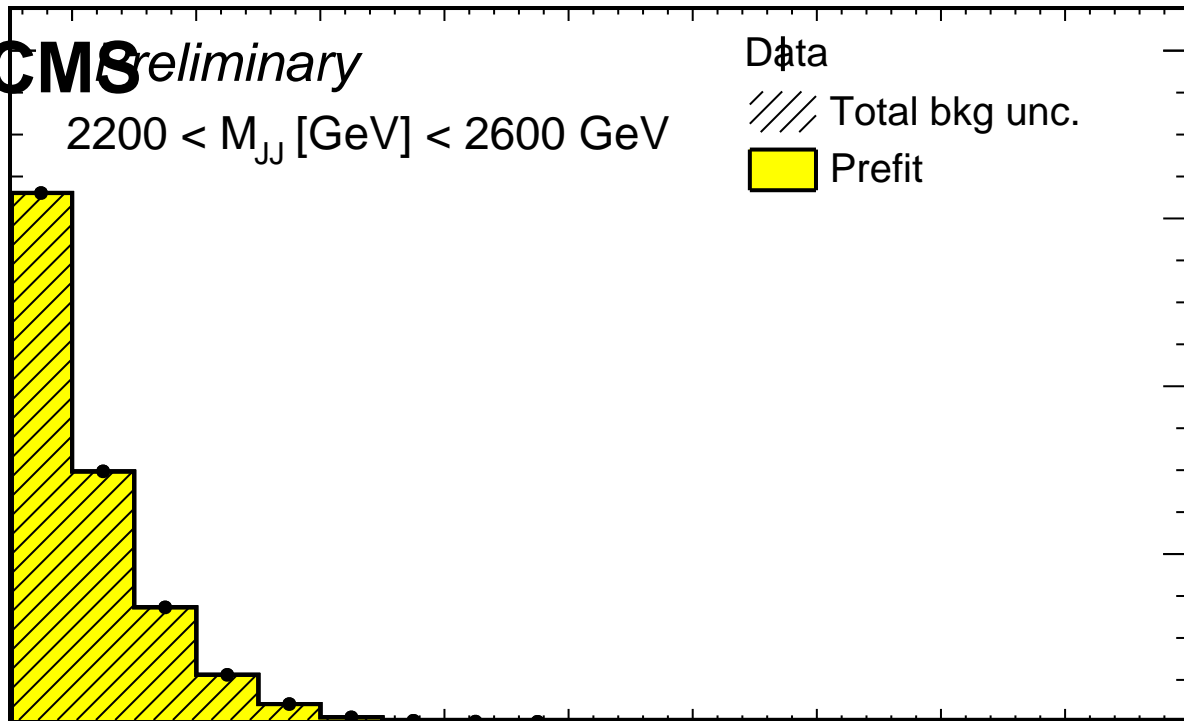 CMS Preliminary
Data
2200 < M_JJ [GeV] < 2600 GeV
Total bkg unc.
Prefit